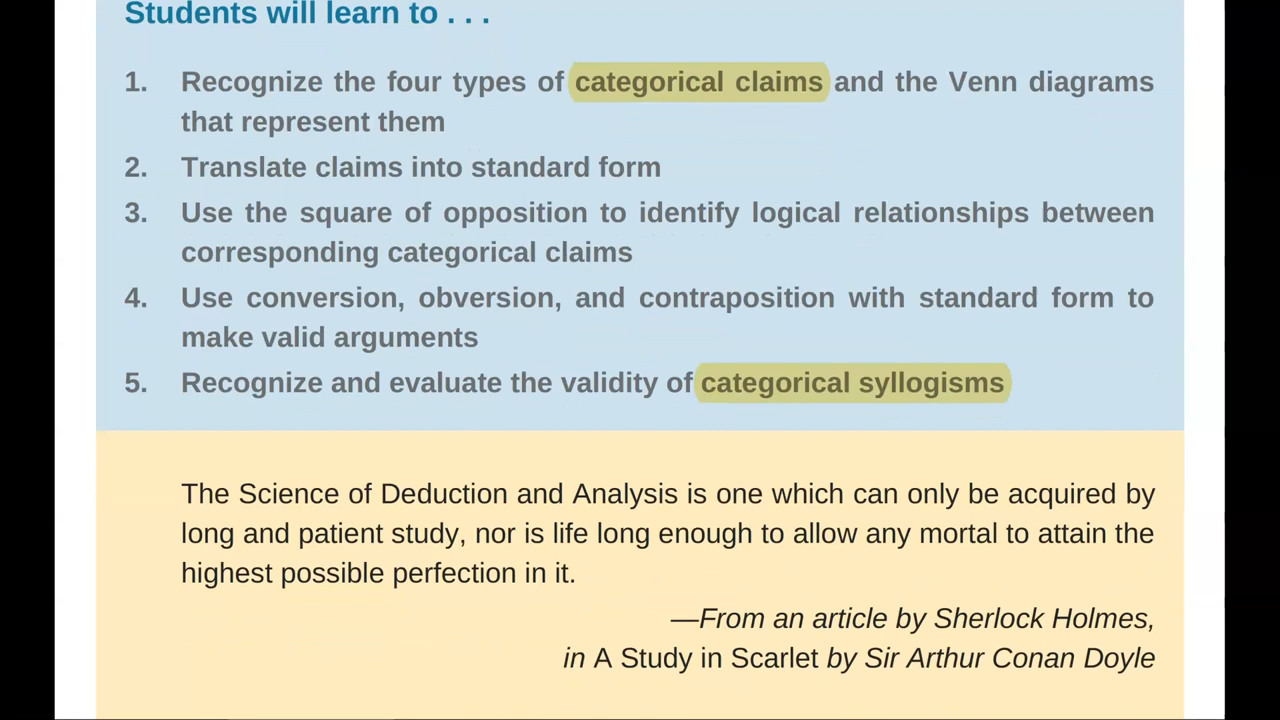 Students will learn to . . .
1. Recognize the four types of categorical claims and the Venn diagrams
that represent them
2. Translate claims into standard form
3. Use the square of opposition to identify logical relationships between
corresponding categorical claims
4. Use conversion, obversion, and contraposition with standard form to
make valid arguments
5. Recognize and evaluate the validity of categorical syllogisms
The Science of Deduction and Analysis is one which can only be acquired by
long and patient study, nor is life long enough to allow any mortal to attain the
highest possible perfection in it.
—From an article by Sherlock Holmes,
in A Study in Scarlet by Sir Arthur Conan Doyle